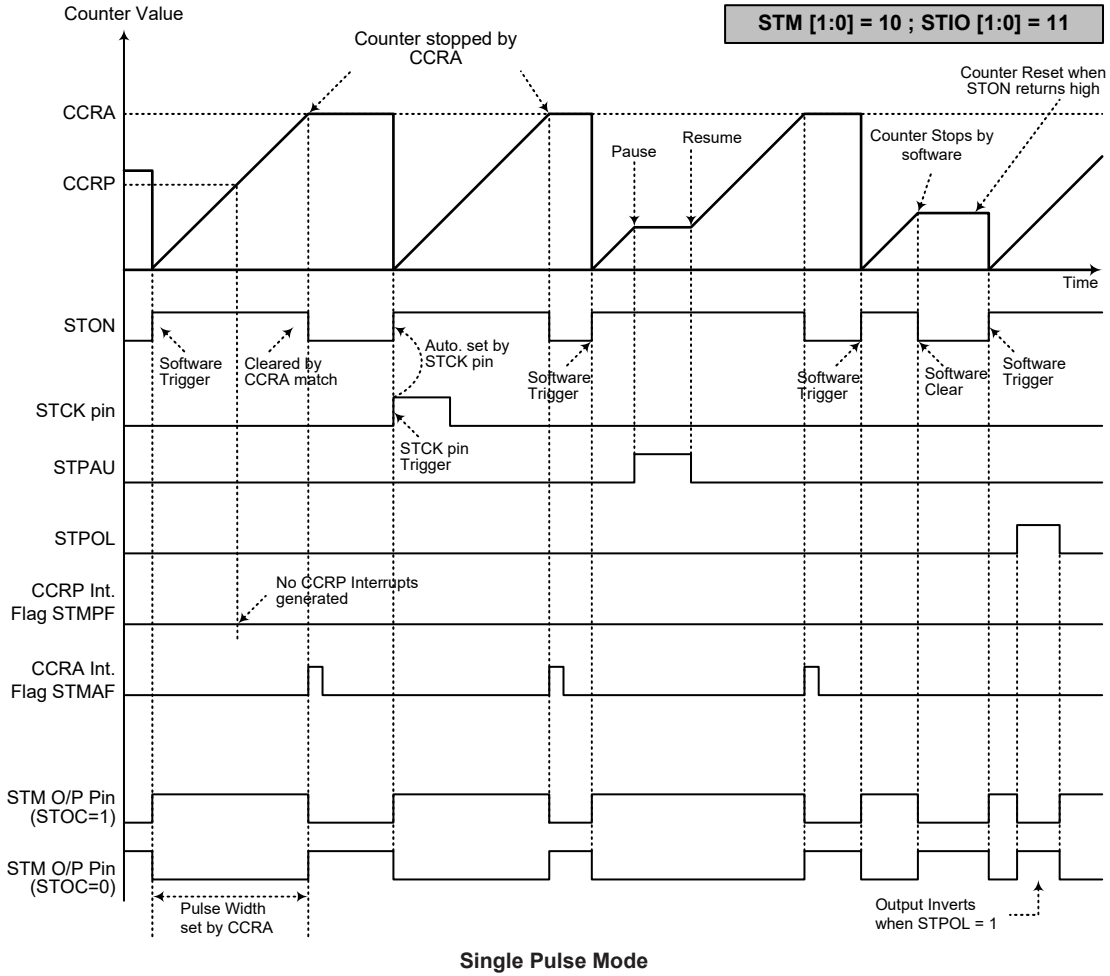 Counter Value
STM [1:0] = 10 ; STIO [1:0] = 11
Counter stopped by
CCRA
Counter Reset when
STON returns high
CCRA
Pause
Resume
Counter Stops by
software
CCRP
Time
STON
Software
Trigger
Cleared by
CCRA match
Auto. set by
STCK pin
Software
Trigger
Software
Trigger
Software
Clear
Software
Trigger
STCK pin
STCK pin
Trigger
STPAU
STPOL
No CCRP Interrupts
generated
CCRP Int.
Flag STMPF
CCRA Int.
Flag STMAF
STM O/P Pin
(STOC=1)
STM O/P Pin
(STOC=0)
Pulse Width
set by CCRA
Output Inverts
when STPOL = 1
Single Pulse Mode